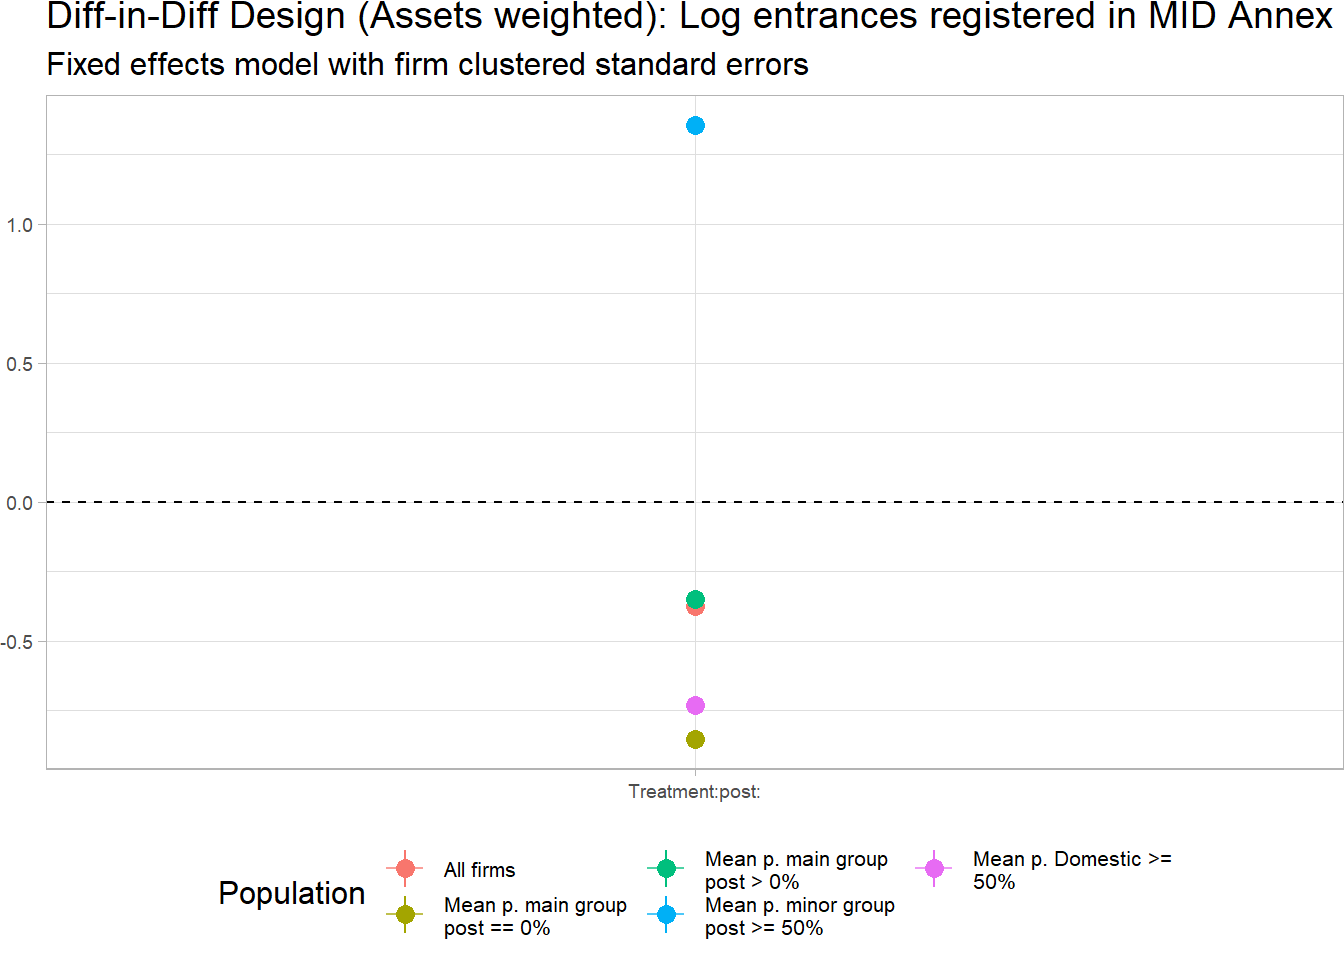 Diff-in-Diff Design (Assets weighted): Log entrances registered in MID Annex
Fixed effects model with firm clustered standard errors
1.0
0.5
0.0
-0.5
Treatment:post:
Population
All firms
Mean p. main group
post == 0%
Mean p. main group
post > 0%
Mean p. minor group
post >= 50%
Mean p. Domestic >=
50%